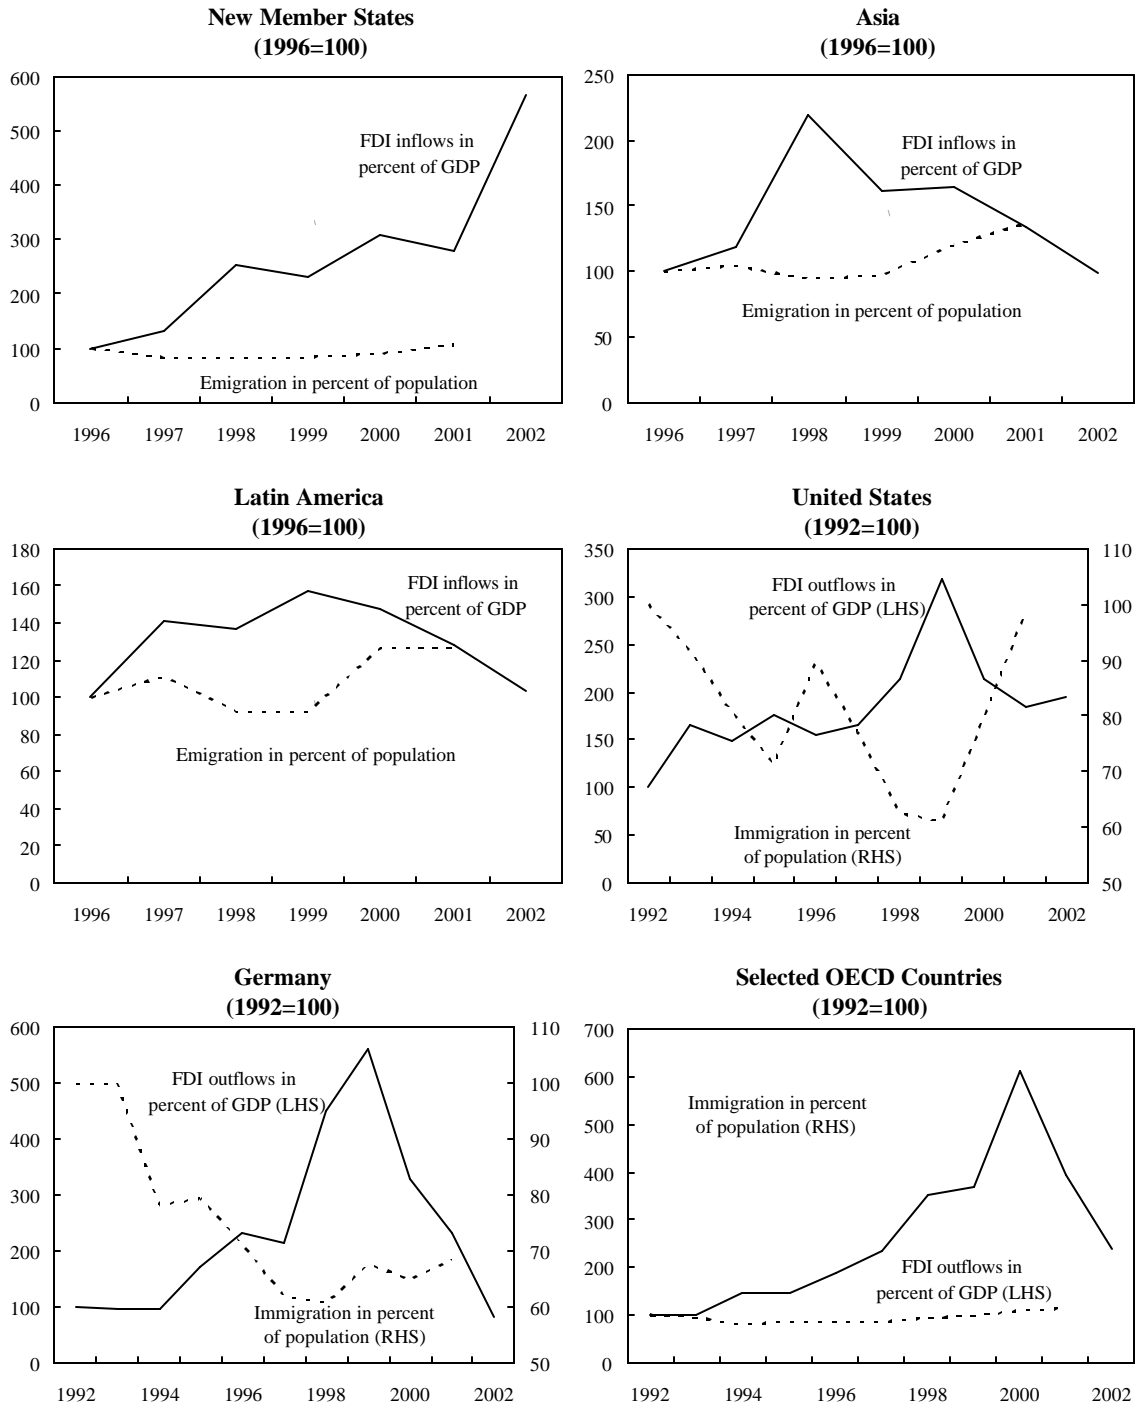 New Member States
(1996=100)
600
500
400
300
200
100
0
FDI inflows in
percent of GDP
Emigration in percent of population
1996 1997 1998 1999 2000 2001 2002
Asia
(1996=100)
250
200
150
100
50
0
FDI inflows in
percent of GDP
Emigration in percent of population
1996 1997 1998 1999 2000 2001 2002
Latin America
(1996=100)
180
160
140
120
100
80
60
40
20
0
FDI inflows in
percent of GDP
Emigration in percent of population
1996 1997 1998 1999 2000 2001 2002
United States
(1992=100)
350
300
250
200
150
100
50
0
FDI outflows in
percent of GDP (LHS)
Immigration in percent
of population (RHS)
110
100
90
80
70
60
50
1992 1994 1996 1998 2000 2002
Germany
(1992=100)
600
500
400
300
200
100
0
FDI outflows in
percent of GDP (LHS)
Immigration in percent
of population (RHS)
110
100
90
80
70
60
50
1992 1994 1996 1998 2000 2002
Selected OECD Countries
(1992=100)
700
600
500
400
300
200
100
0
Immigration in percent
of population (RHS)
FDI outflows in
percent of GDP (LHS)
1992 1994 1996 1998 2000 2002